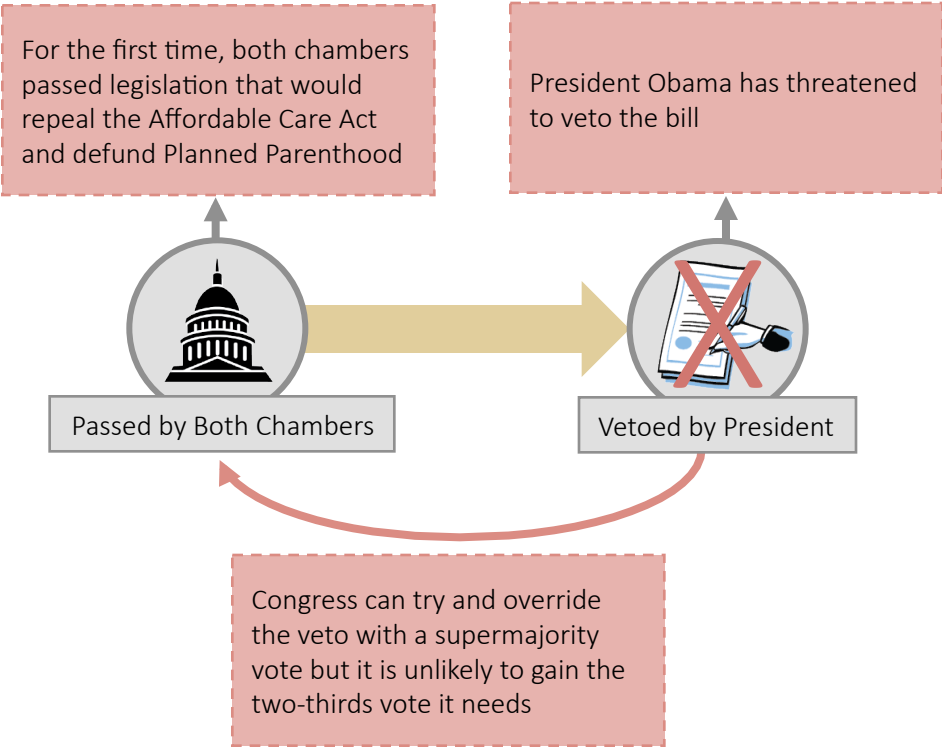 For the first time, both chambers
passed legislation that would
repeal the Affordable Care Act
and defund Planned Parenthood
President Obama has threatened
to veto the bill
Passed by Both Chambers
Vetoed by President
Congress can try and override
the veto with a supermajority
vote but it is unlikely to gain the
two-thirds vote it needs